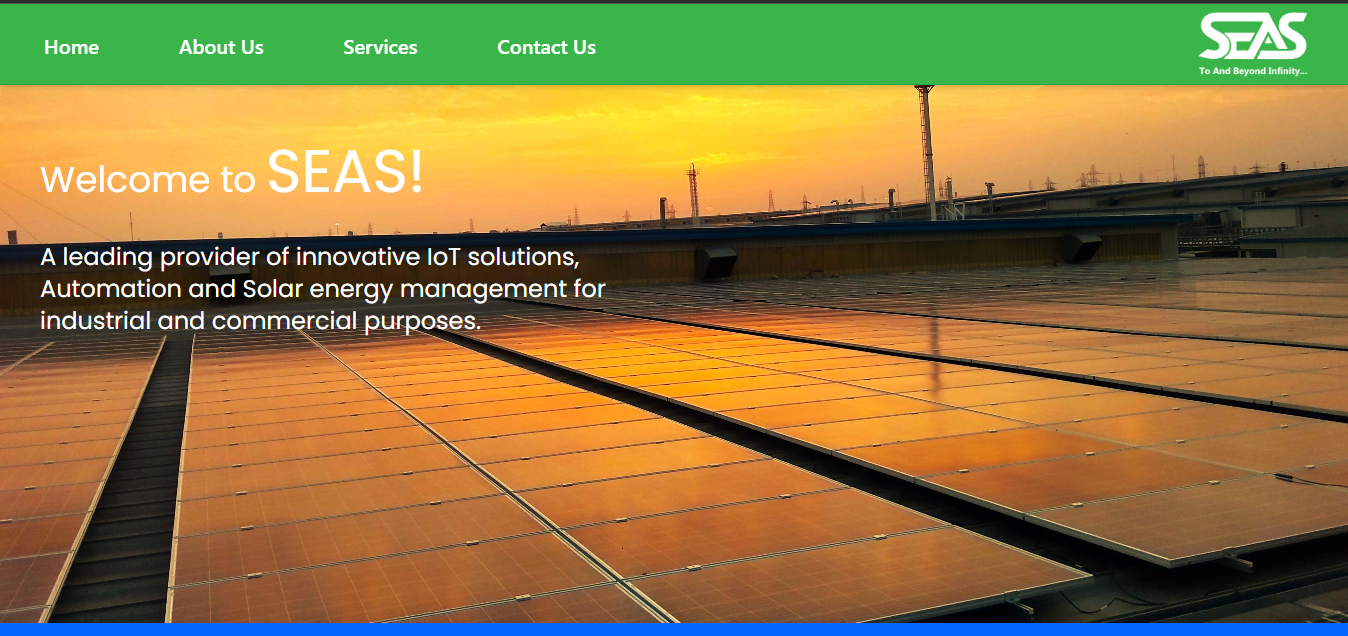 Home About Us Services Contact Us
SEAS
To And Beyond Infinity...
Welcome to SEAS!
A leading provider of innovative IoT solutions,
Automation and Solar energy management for
industrial and commercial purposes.